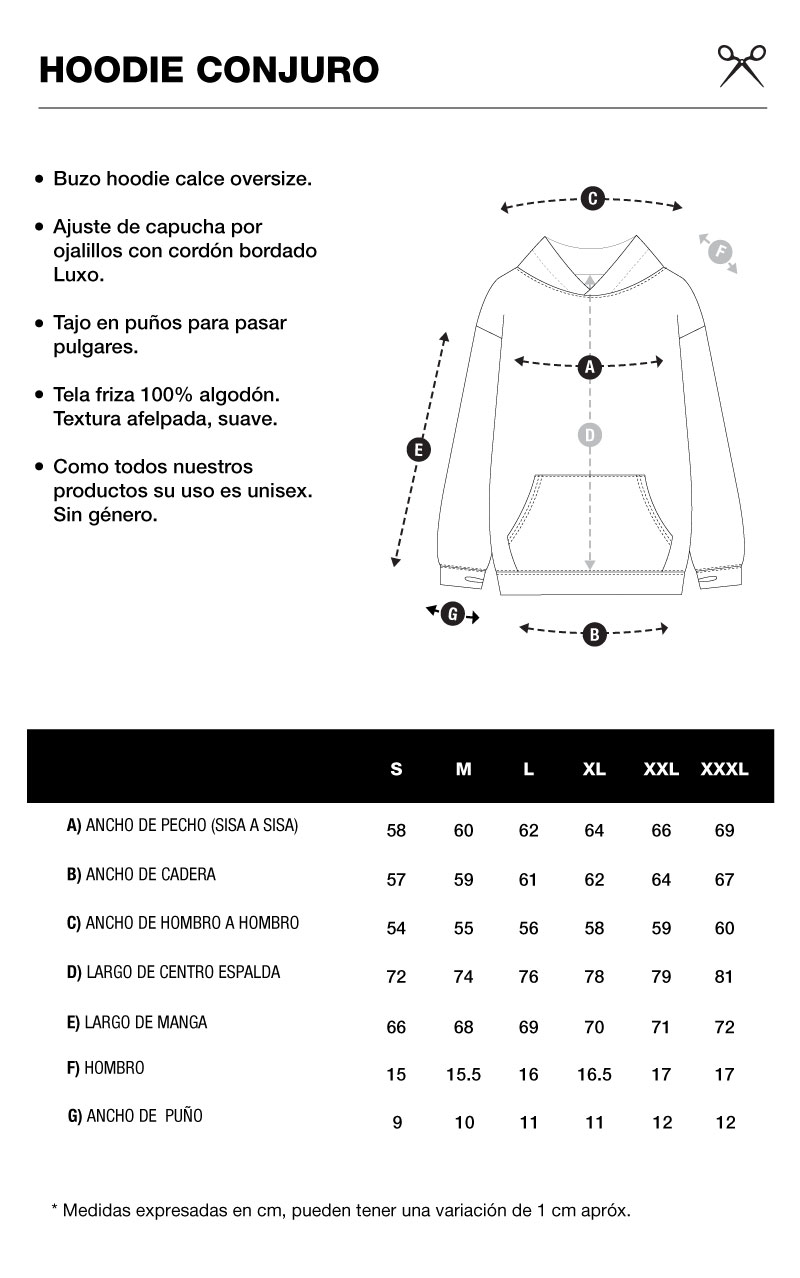 HOODIE CONJURO
• Buzo hoodie calce oversize.
• Ajuste de capucha por
ojalillos con cordón bordado
Luxo.
• Tajo en puños para pasar
pulgares.
• Tela friza 100% algodón.
Textura afelpada, suave.
• Como todos nuestros
productos su uso es unisex.
Sin género.
C
F
A
D
E
G
B
S M L XL XXL XXXL
A) ANCHO DE PECHO (SISA A SISA) 58 60 62 64 66 69
B) ANCHO DE CADERA 57 59 61 62 64 67
C) ANCHO DE HOMBRO A HOMBRO 54 55 56 58 59 60
D) LARGO DE CENTRO ESPALDA 72 74 76 78 79 81
E) LARGO DE MANGA 66 68 69 70 71 72
F) HOMBRO 15 15.5 16 16.5 17 17
G) ANCHO DE PUÑO 9 10 11 11 12 12
* Medidas expresadas en cm, pueden tener una variación de 1 cm apróx.